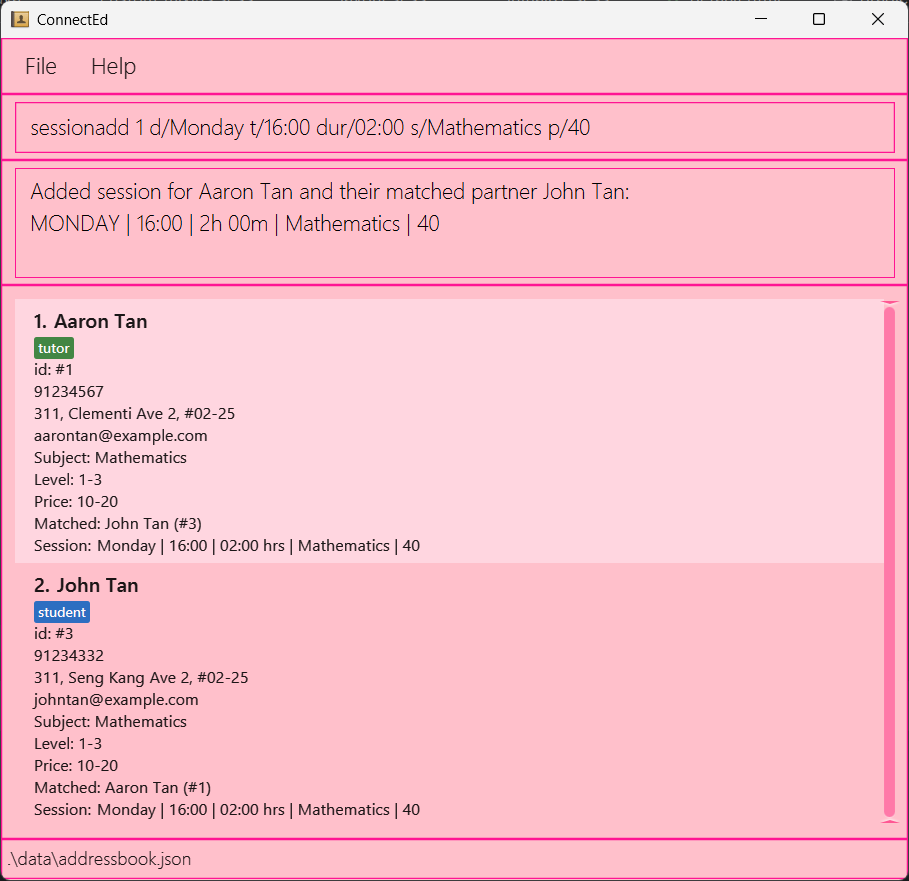 ConnectEd
File Help
sessionadd 1 d/Monday t/16:00 dur/02:00 s/Mathematics p/40
Added session for Aaron Tan and their matched partner John Tan:
MONDAY | 16:00 | 2h 00m | Mathematics | 40
1. Aaron Tan
tutor
id: #1
91234567
311, Clementi Ave 2, #02-25
aarontan@example.com
Subject: Mathematics
Level: 1-3
Price: 10-20
Matched: John Tan (#3)
Session: Monday | 16:00 | 02:00 hrs | Mathematics | 40
2. John Tan
student
id: #3
91234332
311, Seng Kang Ave 2, #02-25
johntan@example.com
Subject: Mathematics
Level: 1-3
Price: 10-20
Matched: Aaron Tan (#1)
Session: Monday | 16:00 | 02:00 hrs | Mathematics | 40
.\data\addressbook.json